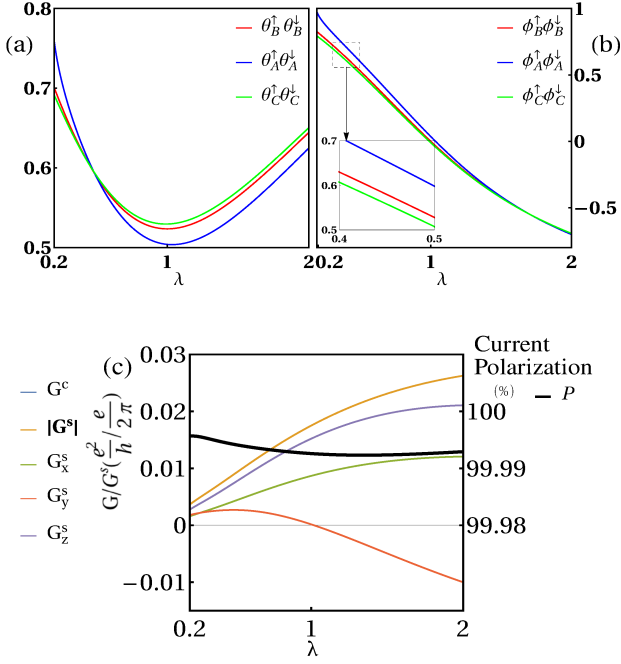 (a)
0.8
0.7
0.6
0.5
0.2
1
2
λ
θ_B^↑ θ_B^↓
θ_A^↑ θ_A^↓
θ_C^↑ θ_C^↓
(b)
ϕ_B^↑ ϕ_B^↓
ϕ_A^↑ ϕ_A^↓
ϕ_C^↑ ϕ_C^↓
1
0.5
0
−0.5
0.2
1
2
λ
0.7
0.6
0.5
0.4
0.5
(c)
G^c
|G^s|
G_x^s
G_y^s
G_z^s
G/G^s(e^2/h / e/2π)
0.03
0.02
0.01
0
−0.01
0.2
1
2
λ
Current
Polarization
(%)
P
100
99.99
99.98